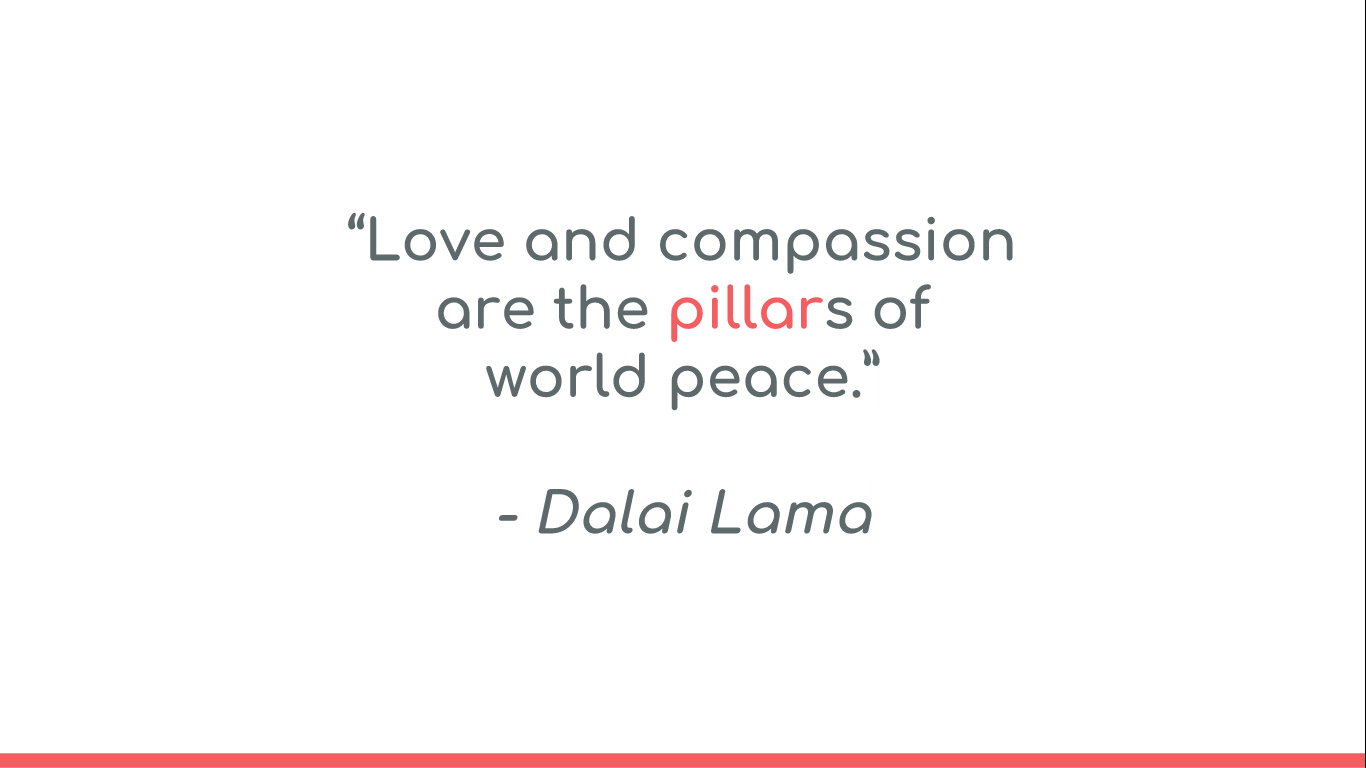 “Love and compassion
are the pillars of
world peace.”
- Dalai Lama